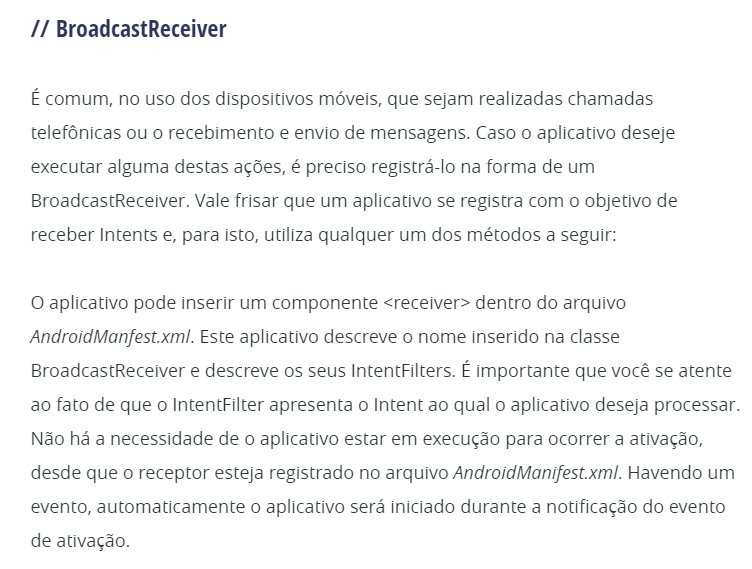 // BroadcastReceiver
É comum, no uso dos dispositivos móveis, que sejam realizadas chamadas
telefônicas ou o recebimento e envio de mensagens. Caso o aplicativo deseje
executar alguma destas ações, é preciso registrá-lo na forma de um
BroadcastReceiver. Vale frisar que um aplicativo se registra com o objetivo de
receber Intents e, para isto, utiliza qualquer um dos métodos a seguir:
O aplicativo pode inserir um componente <receiver> dentro do arquivo
AndroidManfest.xml. Este aplicativo descreve o nome inserido na classe
BroadcastReceiver e descreve os seus IntentFilters. É importante que você se atente
ao fato de que o IntentFilter apresenta o Intent ao qual o aplicativo deseja processar.
Não há a necessidade de o aplicativo estar em execução para ocorrer a ativação,
desde que o receptor esteja registrado no arquivo AndroidManifest.xml. Havendo um
evento, automaticamente o aplicativo será iniciado durante a notificação do evento
de ativação.